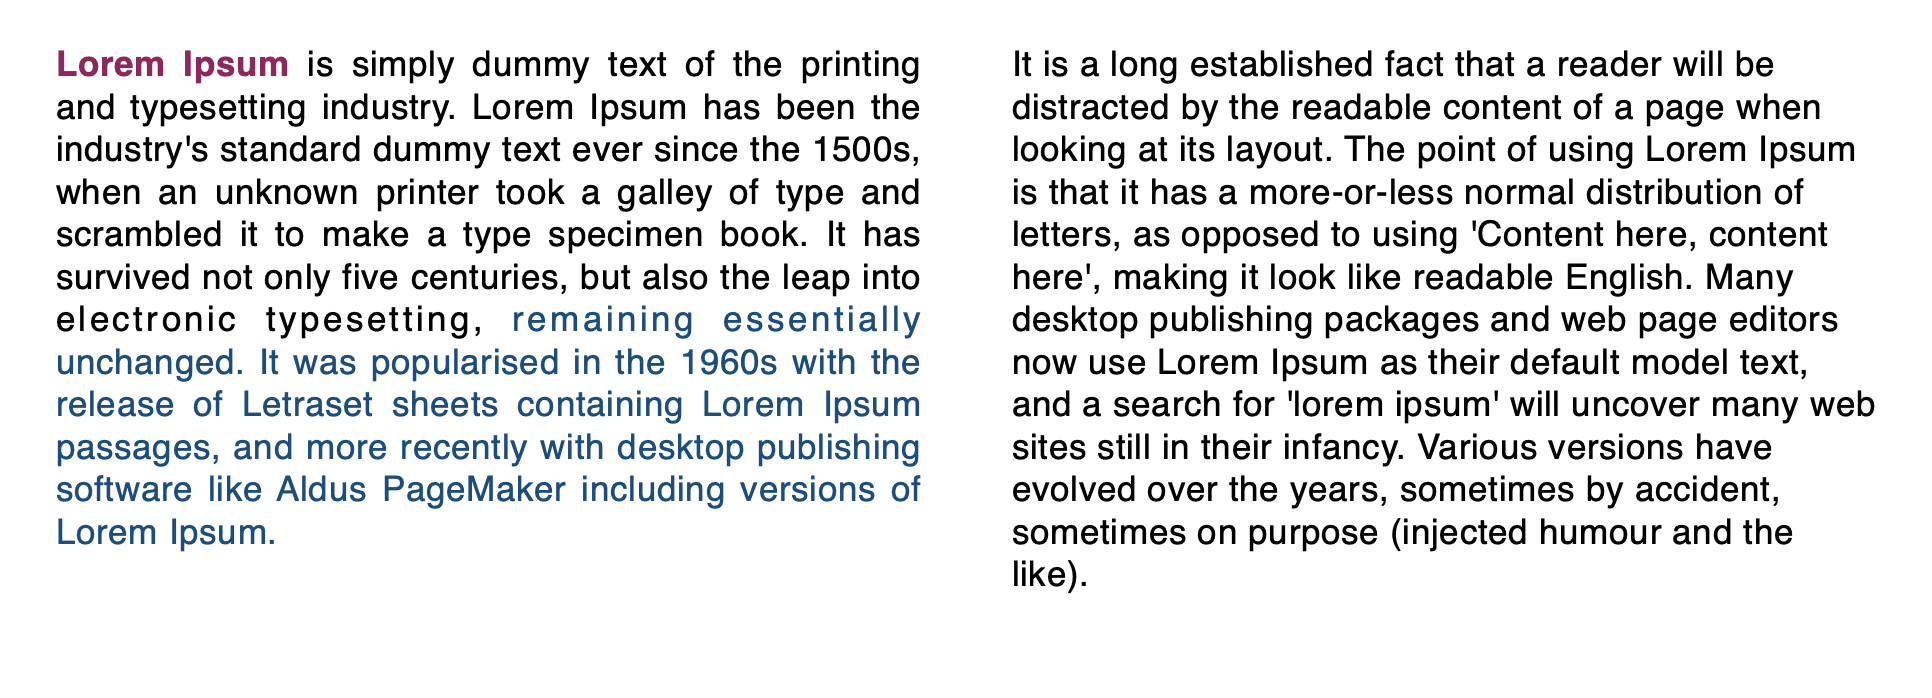 Lorem Ipsum is simply dummy text of the printing
and typesetting industry. Lorem Ipsum has been the
industry's standard dummy text ever since the 1500s,
when an unknown printer took a galley of type and
scrambled it to make a type specimen book. It has
survived not only five centuries, but also the leap into
electronic typesetting, remaining essentially
unchanged. It was popularised in the 1960s with the
release of Letraset sheets containing Lorem Ipsum
passages, and more recently with desktop publishing
software like Aldus PageMaker including versions of
Lorem Ipsum.
It is a long established fact that a reader will be
distracted by the readable content of a page when
looking at its layout. The point of using Lorem Ipsum
is that it has a more-or-less normal distribution of
letters, as opposed to using 'Content here, content
here', making it look like readable English. Many
desktop publishing packages and web page editors
now use Lorem Ipsum as their default model text,
and a search for 'lorem ipsum' will uncover many web
sites still in their infancy. Various versions have
evolved over the years, sometimes by accident,
sometimes on purpose (injected humour and the
like).